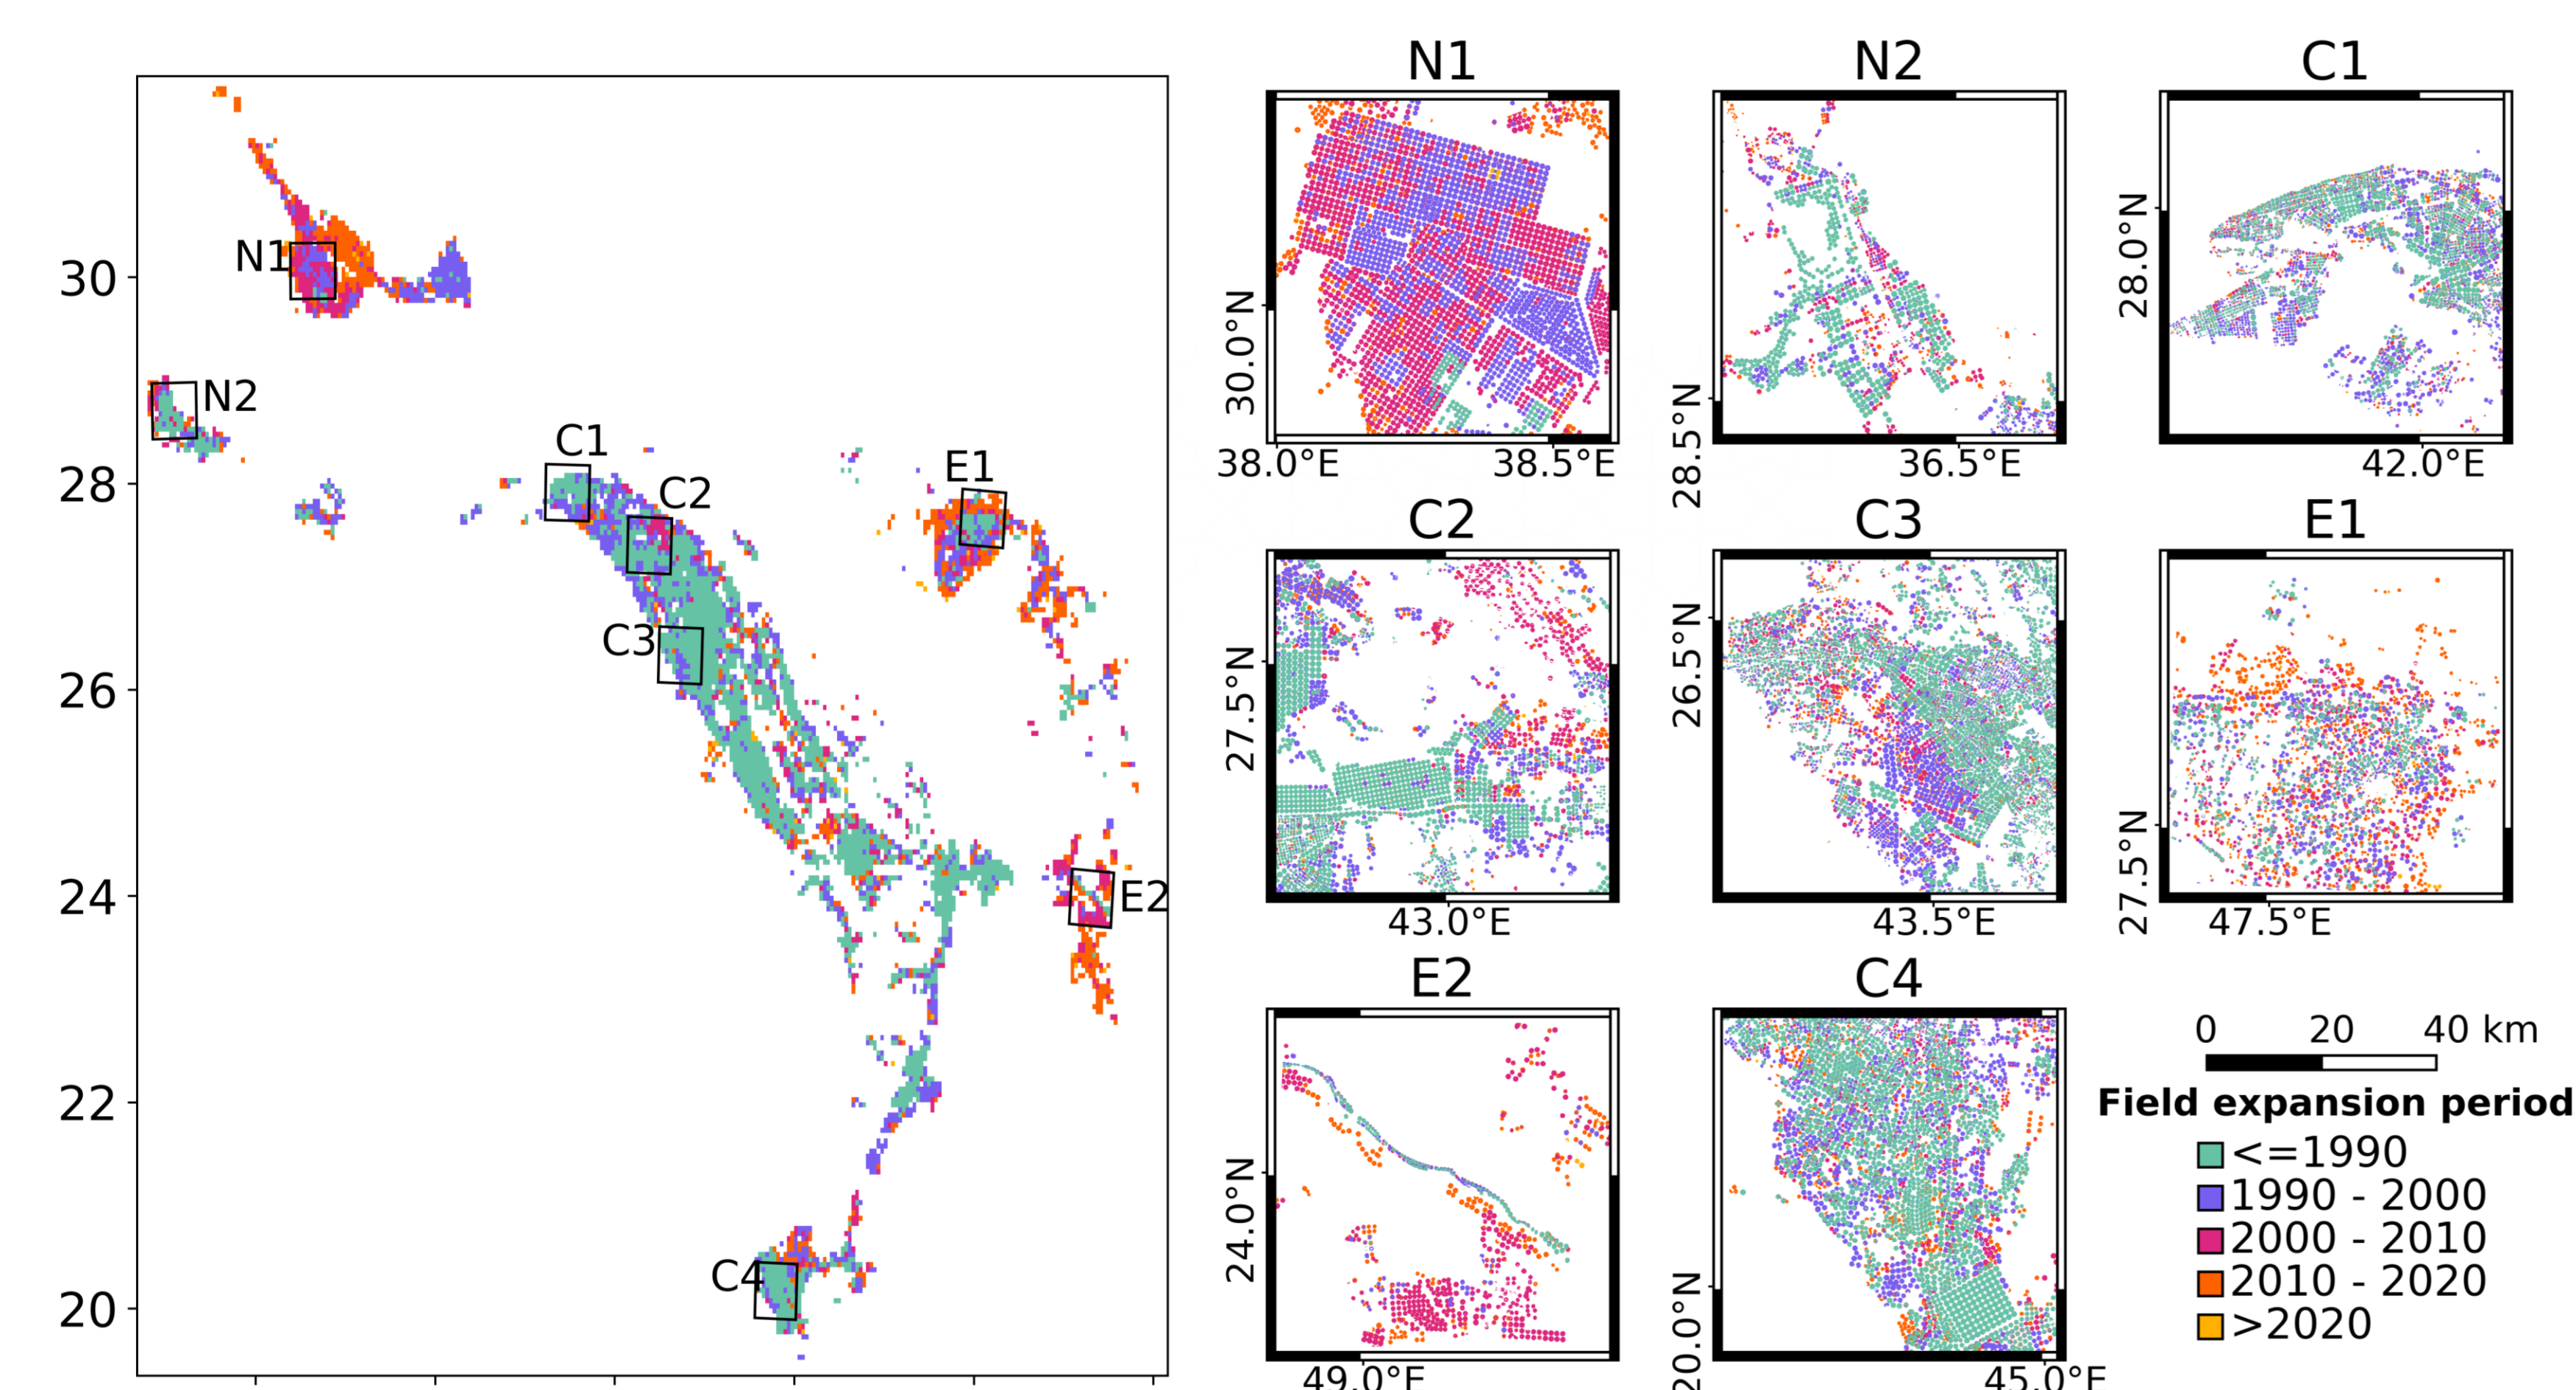 30
28
26
24
22
20
N1
N2
C1
C2
C3
E1
E2
C4
N1
30.0°N
38.0°E
38.5°E
N2
28.5°N
36.5°E
C1
28.0°N
42.0°E
C2
27.5°N
43.0°E
C3
26.5°N
43.5°E
E1
27.5°N
47.5°E
E2
24.0°N
49.0°E
C4
20.0°N
45.0°E
0 20 40 km
Field expansion period
<=1990
1990 - 2000
2000 - 2010
2010 - 2020
>2020